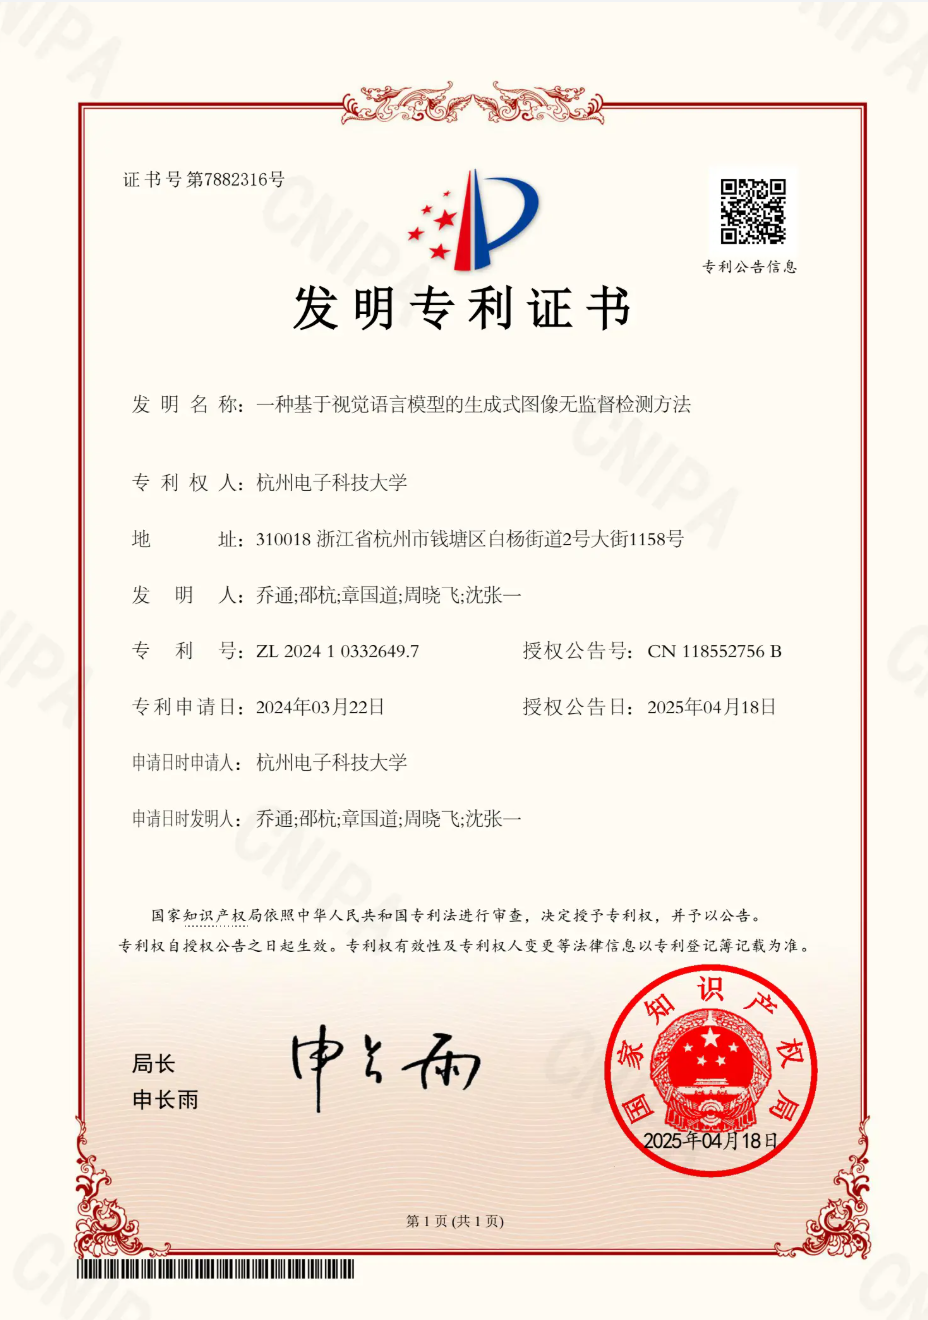 证书号第7882316号
专利公告信息
发明专利证书
发明名称：一种基于视觉语言模型的生成式图像无监督检测方法
专利权人：杭州电子科技大学
地址：310018 浙江省杭州市钱塘区白杨街道2号大街1158号
发明人：乔通;邵杭;章国道;周晓飞;沈张一
专利号：ZL 2024 1 0332649.7
授权公告号：CN 118552756 B
专利申请日：2024年03月22日
授权公告日：2025年04月18日
申请日时申请人：杭州电子科技大学
申请日时发明人：乔通;邵杭;章国道;周晓飞;沈张一
国家知识产权局依照中华人民共和国专利法进行审查，决定授予专利权，并予以公告。
专利权自授权公告之日起生效。专利权有效性及专利权人变更等法律信息以专利登记簿记载为准。
局长
申长雨
申长雨
国家知识产权局
2025年04月18日
第 1 页 (共 1 页)
CNIPA
CNIPA
CNIPA
CNIPA